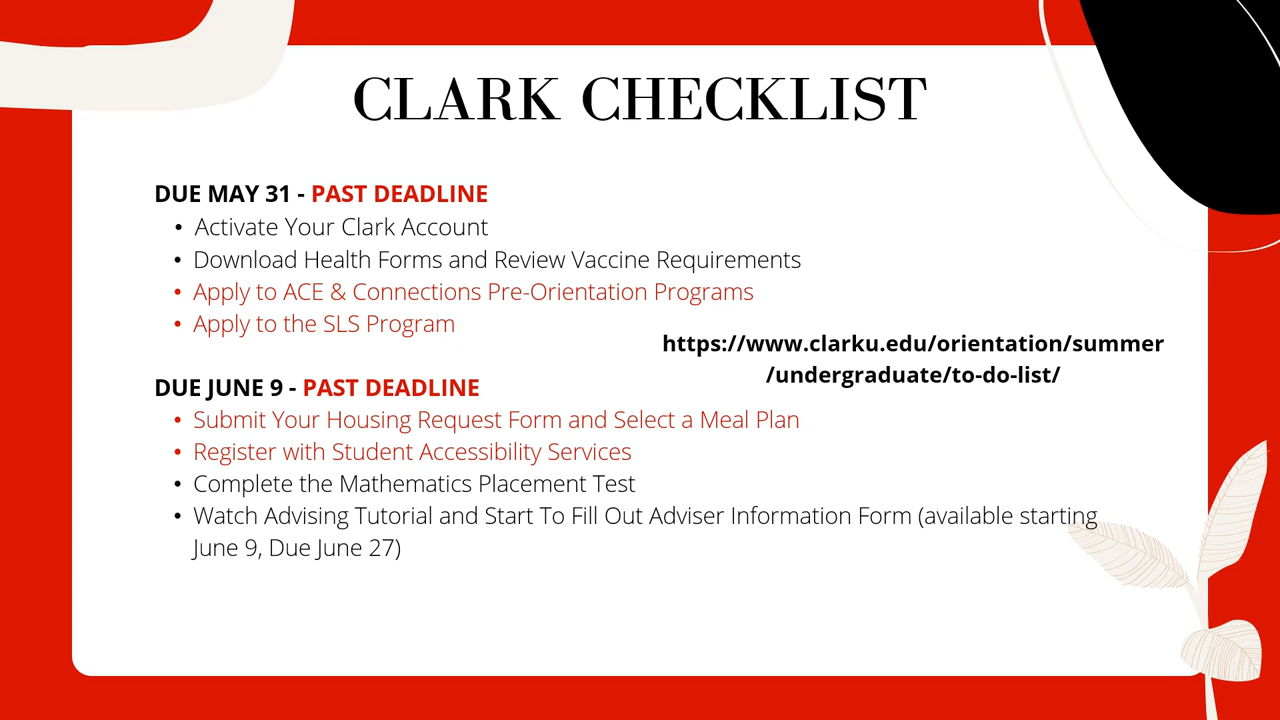 CLARK CHECKLIST
DUE MAY 31 - PAST DEADLINE
• Activate Your Clark Account
• Download Health Forms and Review Vaccine Requirements
• Apply to ACE & Connections Pre-Orientation Programs
• Apply to the SLS Program
https://www.clarku.edu/orientation/summer
/undergraduate/to-do-list/
DUE JUNE 9 - PAST DEADLINE
• Submit Your Housing Request Form and Select a Meal Plan
• Register with Student Accessibility Services
• Complete the Mathematics Placement Test
• Watch Advising Tutorial and Start To Fill Out Adviser Information Form (available starting
June 9, Due June 27)